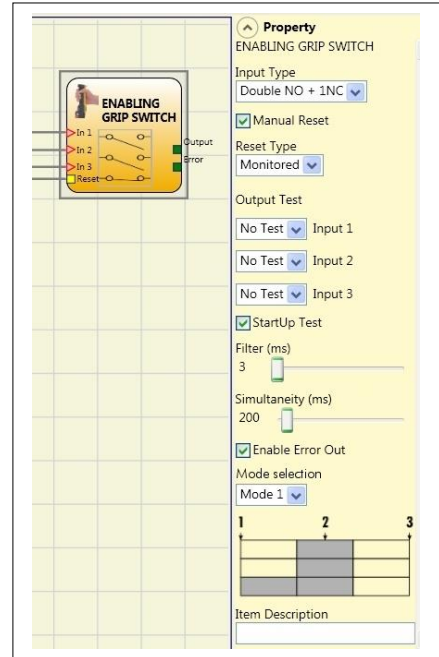 ENABLING
GRIP SWITCH
In 1
In 2
In 3
Reset
Output
Error
Property
ENABLING GRIP SWITCH
Input Type
Double NO + 1NC
Manual Reset
Reset Type
Monitored
Output Test
No Test Input 1
No Test Input 2
No Test Input 3
StartUp Test
Filter (ms)
3
Simultaneity (ms)
200
Enable Error Out
Mode selection
Mode 1
1 2 3
Item Description